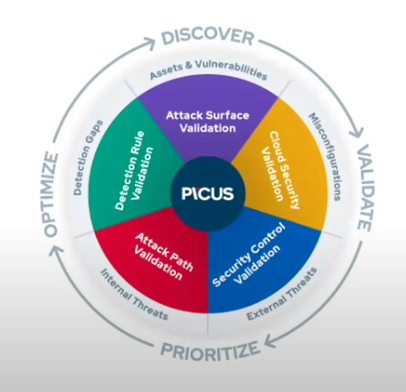 DISCOVER
Assets & Vulnerabilities
Attack Surface
Validation
Cloud Security
Validation
Misconfigurations
VALIDATE
Security Control
Validation
External Threats
PRIORITIZE
Attack Path
Validation
Internal Threats
Detection Rule
Validation
Detection Gaps
OPTIMIZE
PICUS